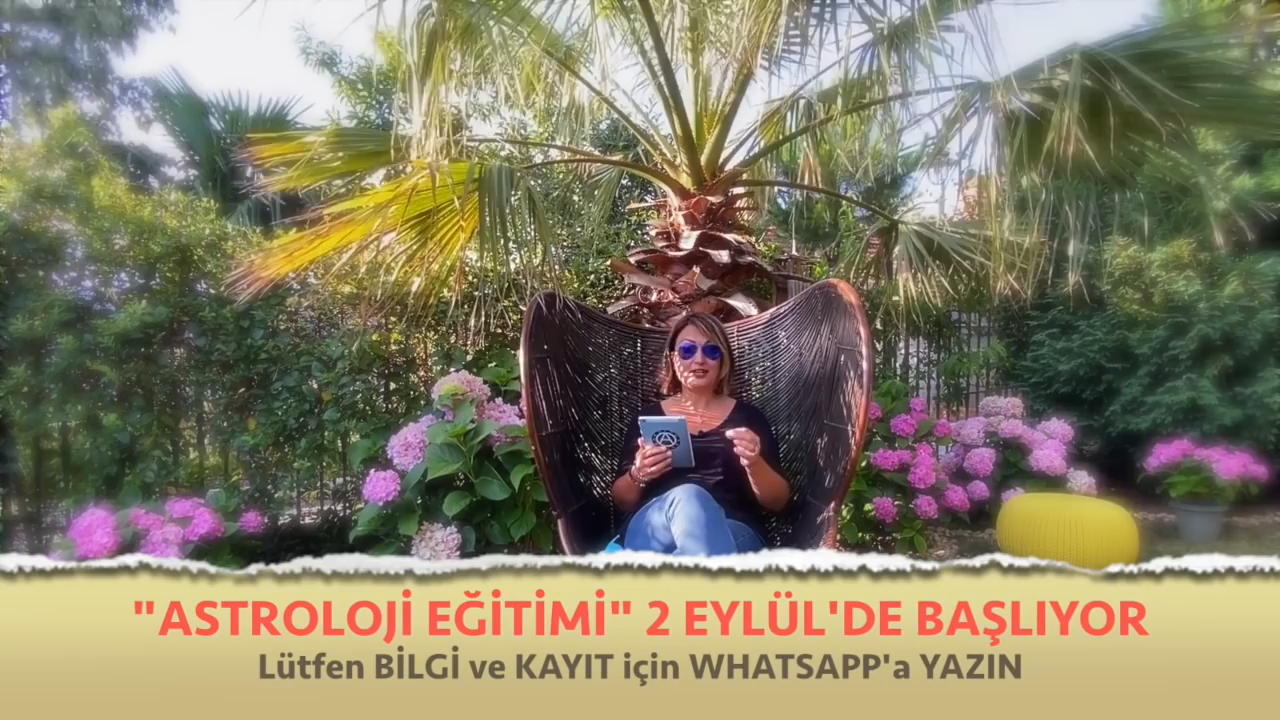 "ASTROLOJİ EĞİTİMİ" 2 EYLÜL'DE BAŞLIYOR
Lütfen BİLGİ ve KAYIT için WHATSAPP'a YAZIN